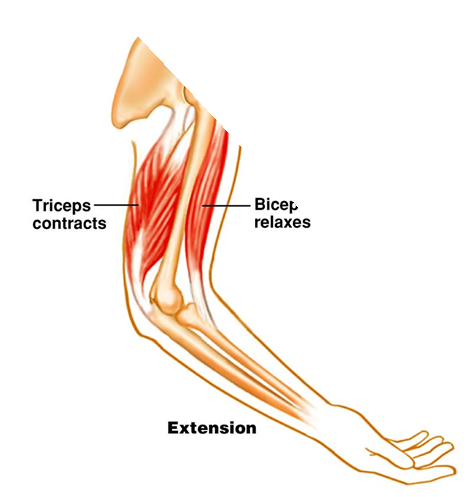 Triceps
contracts
Bicep
relaxes
Extension